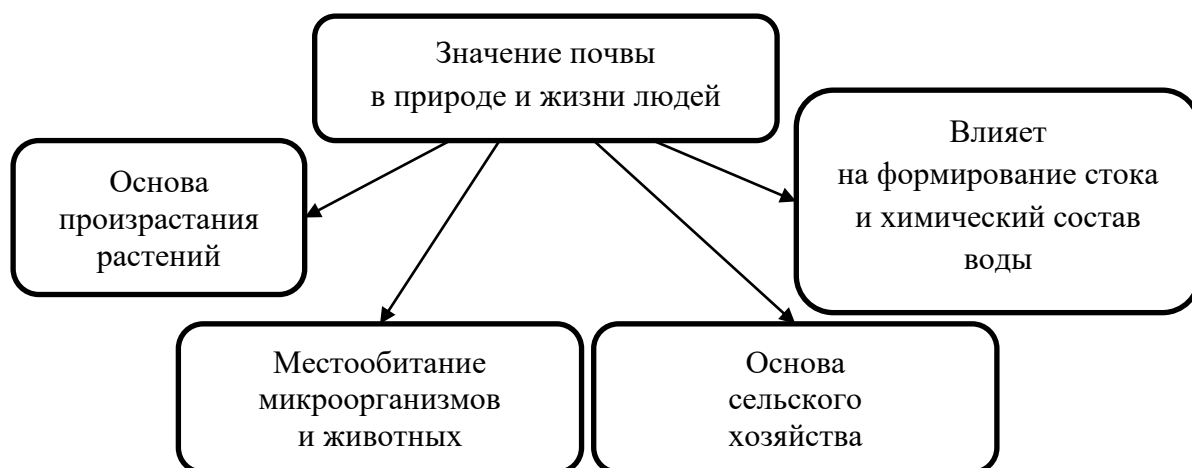 Значение почвы
в природе и жизни людей
Основа
произрастания
растений
Влияет
на формирование стока
и химический состав
воды
Местообитание
микроорганизмов
и животных
Основа
сельского
хозяйства